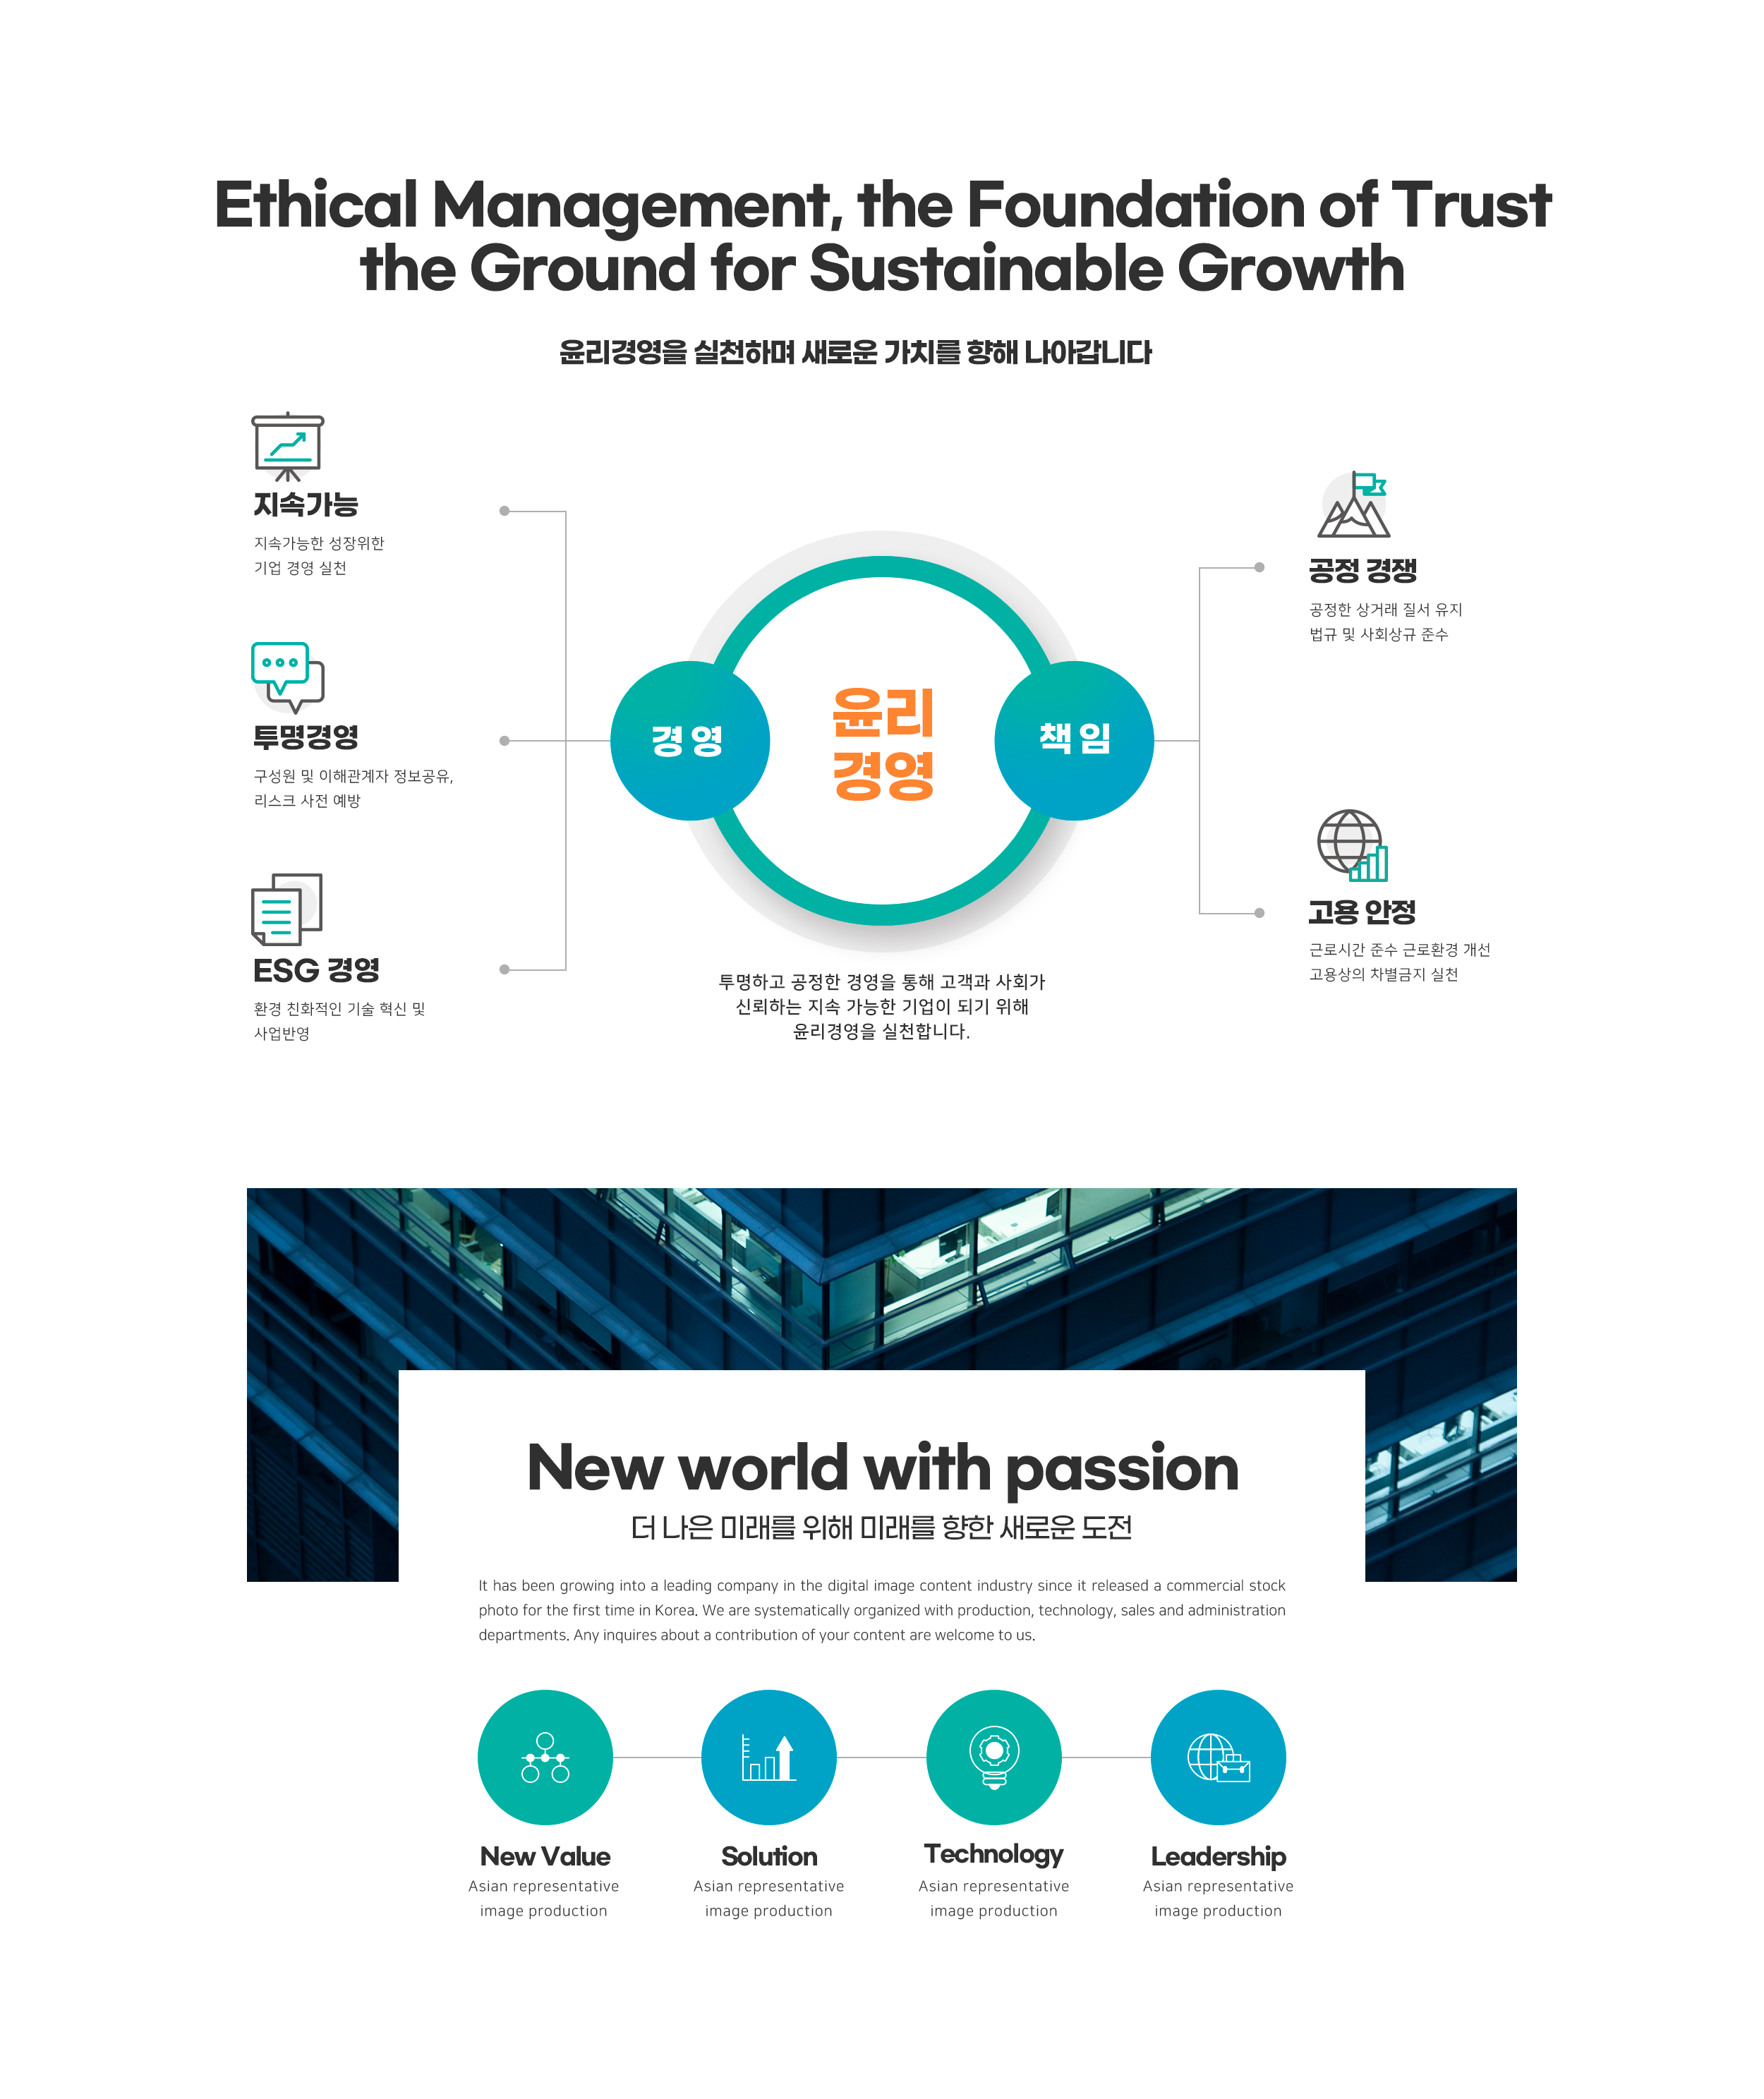 Ethical Management, the Foundation of Trust
the Ground for Sustainable Growth
윤리경영을 실천하며 새로운 가치를 향해 나아갑니다
지속가능
지속가능한 성장위한
기업 경영 실천
투명경영
구성원 및 이해관계자 정보공유,
리스크 사전 예방
ESG 경영
환경 친화적인 기술 혁신 및
사업반영
경 영
윤리
경영
책 임
투명하고 공정한 경영을 통해 고객과 사회가
신뢰하는 지속 가능한 기업이 되기 위해
윤리경영을 실천합니다.
공정 경쟁
공정한 상거래 질서 유지
법규 및 사회상규 준수
고용 안정
근로시간 준수 근로환경 개선
고용상의 차별금지 실천
New world with passion
더 나은 미래를 위해 미래를 향한 새로운 도전
It has been growing into a leading company in the digital image content industry since it released a commercial stock
photo for the first time in Korea. We are systematically organized with production, technology, sales and administration
departments. Any inquires about a contribution of your content are welcome to us.
New Value
Asian representative
image production
Solution
Asian representative
image production
Technology
Asian representative
image production
Leadership
Asian representative
image production